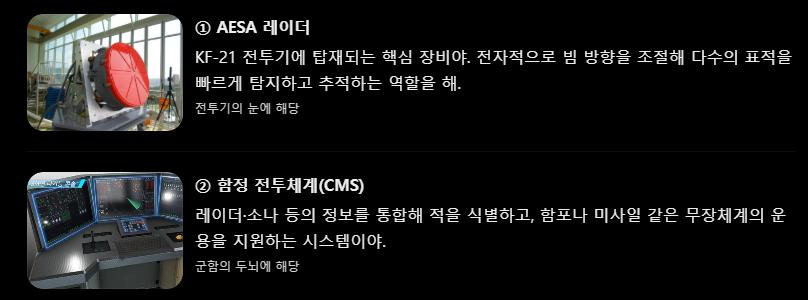 ① AESA 레이더
KF-21 전투기에 탑재되는 핵심 장비야. 전자적으로 빔 방향을 조절해 다수의 표적을
빠르게 탐지하고 추적하는 역할을 해.
전투기의 눈에 해당
② 함정 전투체계(CMS)
레이더·소나 등의 정보를 통합해 적을 식별하고, 함포나 미사일 같은 무장체계의 운
용을 지원하는 시스템이야.
군함의 두뇌에 해당